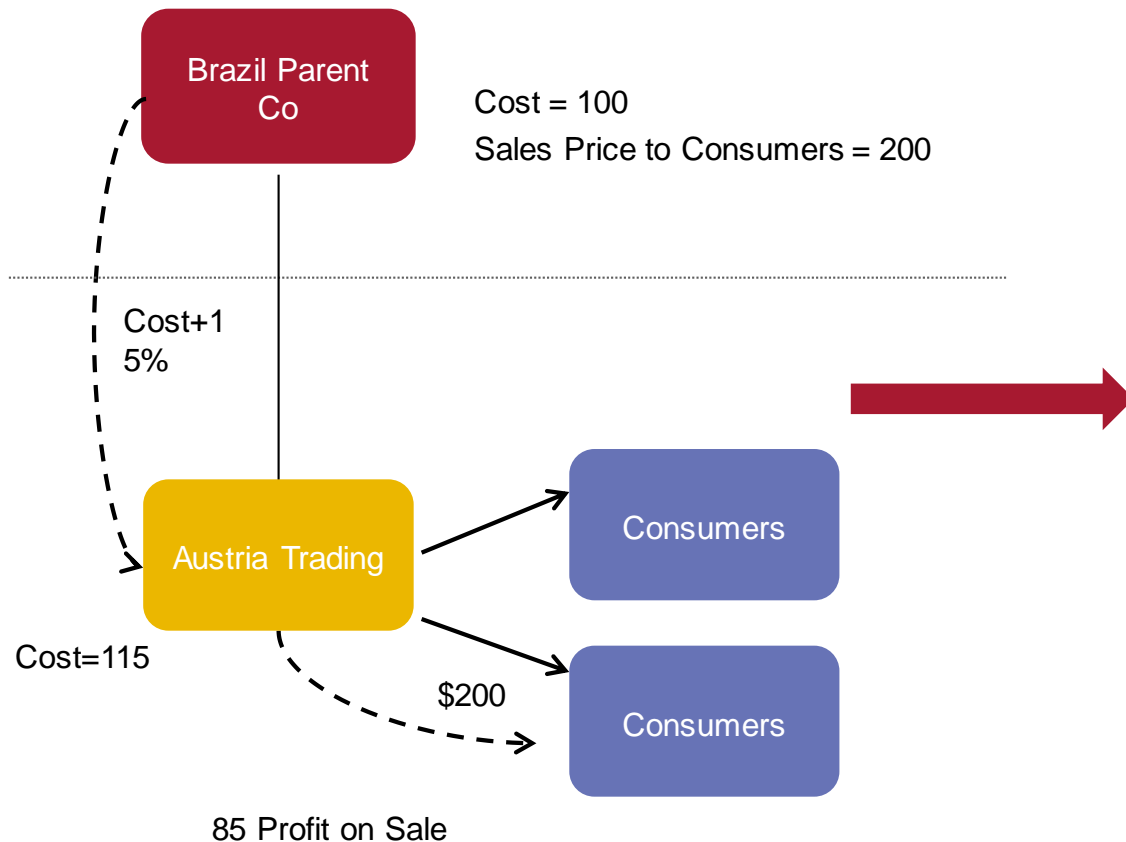 Brazil Parent
Co
Cost = 100
Sales Price to Consumers = 200
Cost+1
5%
Consumers
Austria Trading
Cost=115
$200
Consumers
85 Profit on Sale